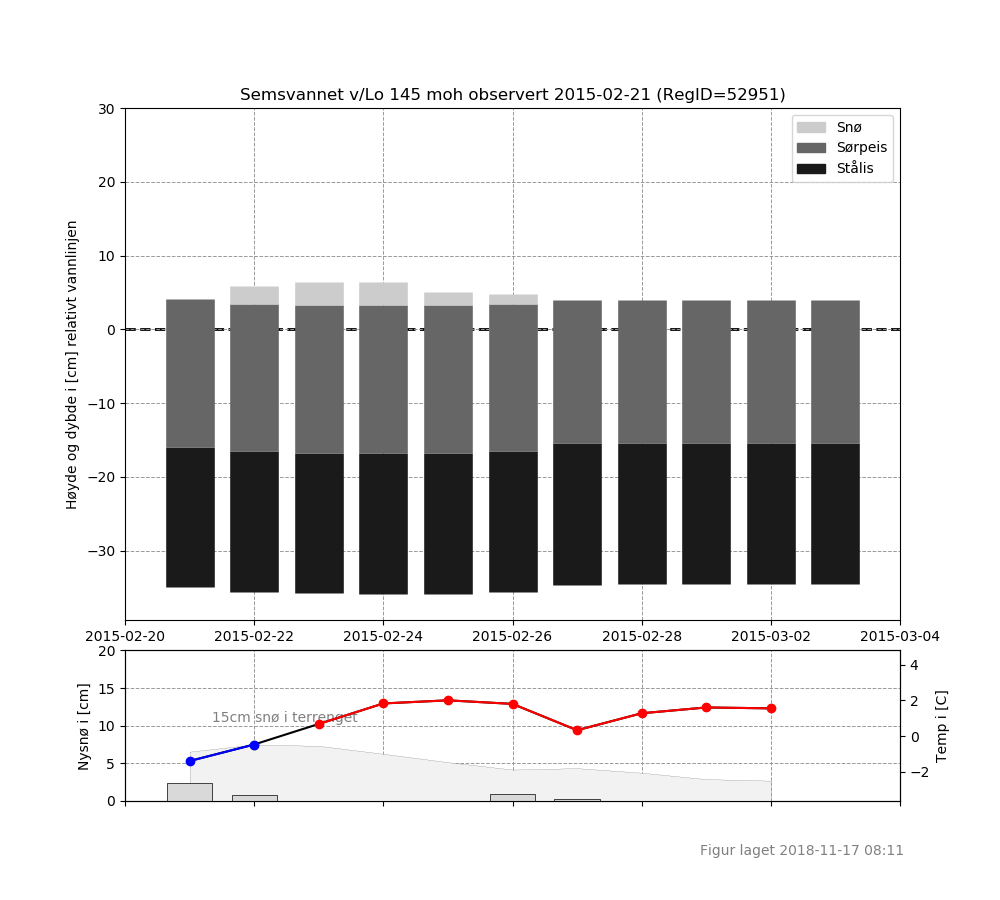 Semsvannet v/Lo 145 moh observert 2015-02-21 (RegID=52951)
Høyde og dybde i [cm] relativt vannlinjen
30
20
10
0
−10
−20
−30
Snø
Sørpeis
Stålis
2015-02-20 2015-02-22 2015-02-24 2015-02-26 2015-02-28 2015-03-02 2015-03-04
Nysnø i [cm]
20
15
10
5
0
15cm snø i terrenget
4
2
0
−2
Temp i [C]
Figur laget 2018-11-17 08:11